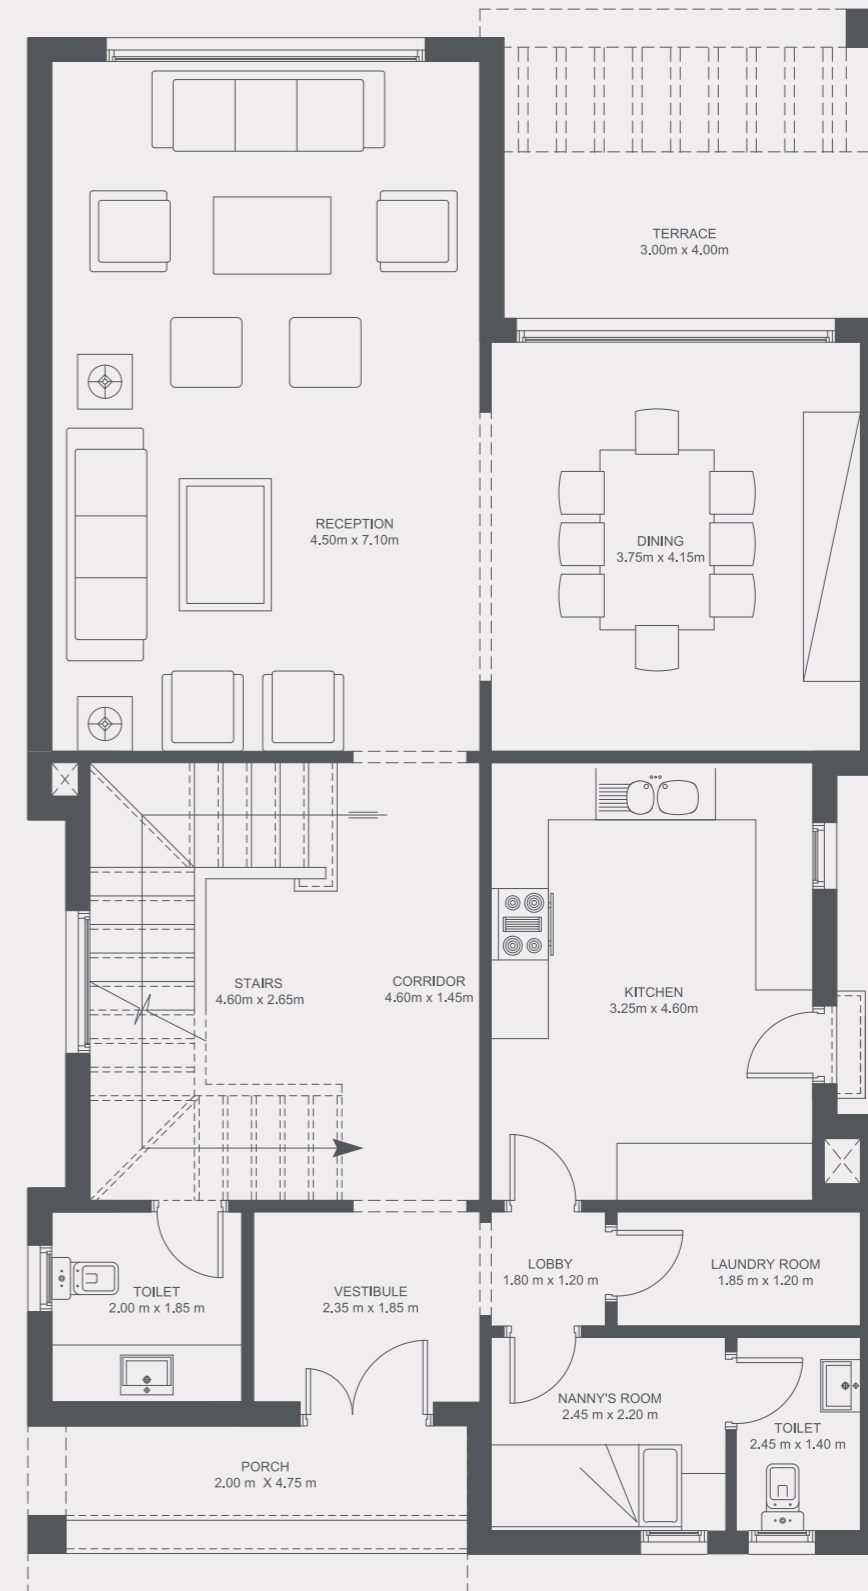 TERRACE
3.00m x 4.00m
RECEPTION
4.50m x 7.10m
DINING
3.75m x 4.15m
STAIRS
4.60m x 2.65m
CORRIDOR
4.60m x 1.45m
KITCHEN
3.25m x 4.60m
LOBBY
1.80 m x 1.20 m
LAUNDRY ROOM
1.85 m x 1.20 m
TOILET
2.00 m x 1.85 m
VESTIBULE
2.35 m x 1.85 m
NANNY'S ROOM
2.45 m x 2.20 m
TOILET
2.45 m x 1.40 m
PORCH
2.00 m X 4.75 m